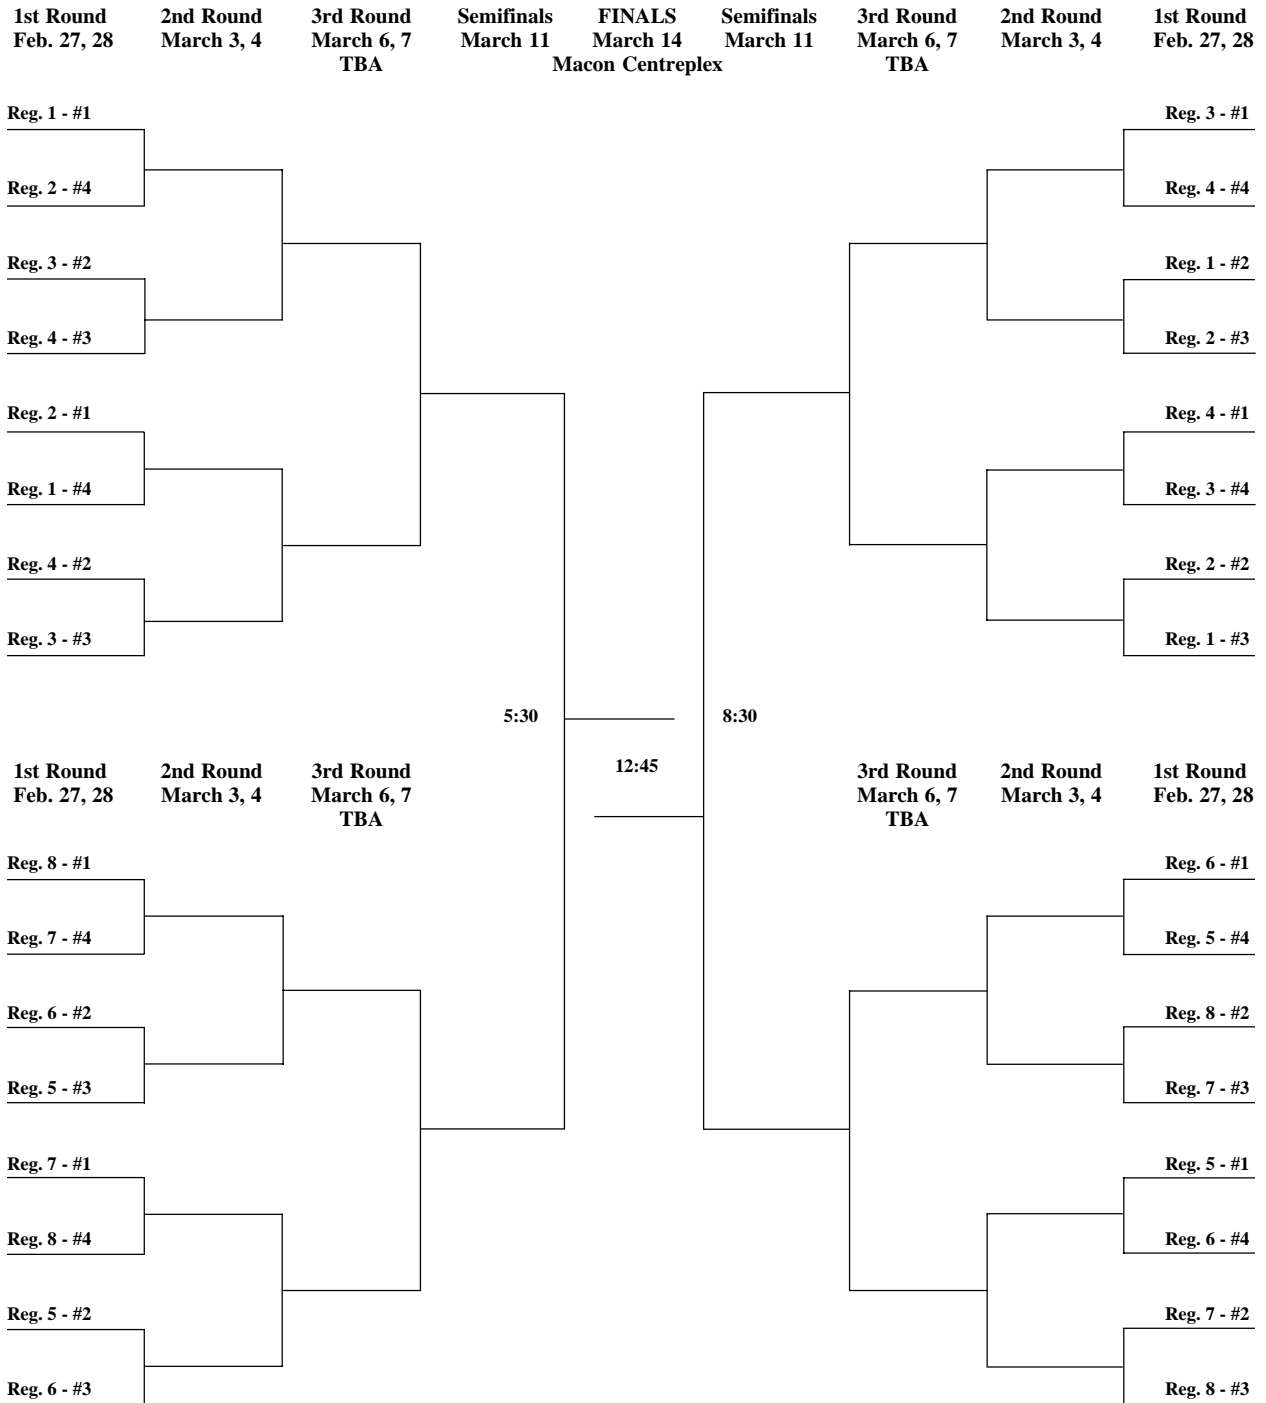 1st Round 2nd Round 3rd Round Semifinals FINALS Semifinals 3rd Round 2nd Round 1st Round
Feb. 27, 28 March 3, 4 March 6, 7 March 11 March 14 March 11 March 6, 7 March 3, 4 Feb. 27, 28
TBA Macon Centreplex TBA
Reg. 1 - #1 Reg. 3 - #1
Reg. 2 - #4 Reg. 4 - #4
Reg. 3 - #2 Reg. 1 - #2
Reg. 4 - #3 Reg. 2 - #3
Reg. 2 - #1 Reg. 4 - #1
Reg. 1 - #4 Reg. 3 - #4
Reg. 4 - #2 Reg. 2 - #2
Reg. 3 - #3 Reg. 1 - #3
5:30 8:30
12:45
1st Round 2nd Round 3rd Round 3rd Round 2nd Round 1st Round
Feb. 27, 28 March 3, 4 March 6, 7 March 6, 7 March 3, 4 Feb. 27, 28
TBA TBA
Reg. 8 - #1 Reg. 6 - #1
Reg. 7 - #4 Reg. 5 - #4
Reg. 6 - #2 Reg. 8 - #2
Reg. 5 - #3 Reg. 7 - #3
Reg. 7 - #1 Reg. 5 - #1
Reg. 8 - #4 Reg. 6 - #4
Reg. 5 - #2 Reg. 7 - #2
Reg. 6 - #3 Reg. 8 - #3